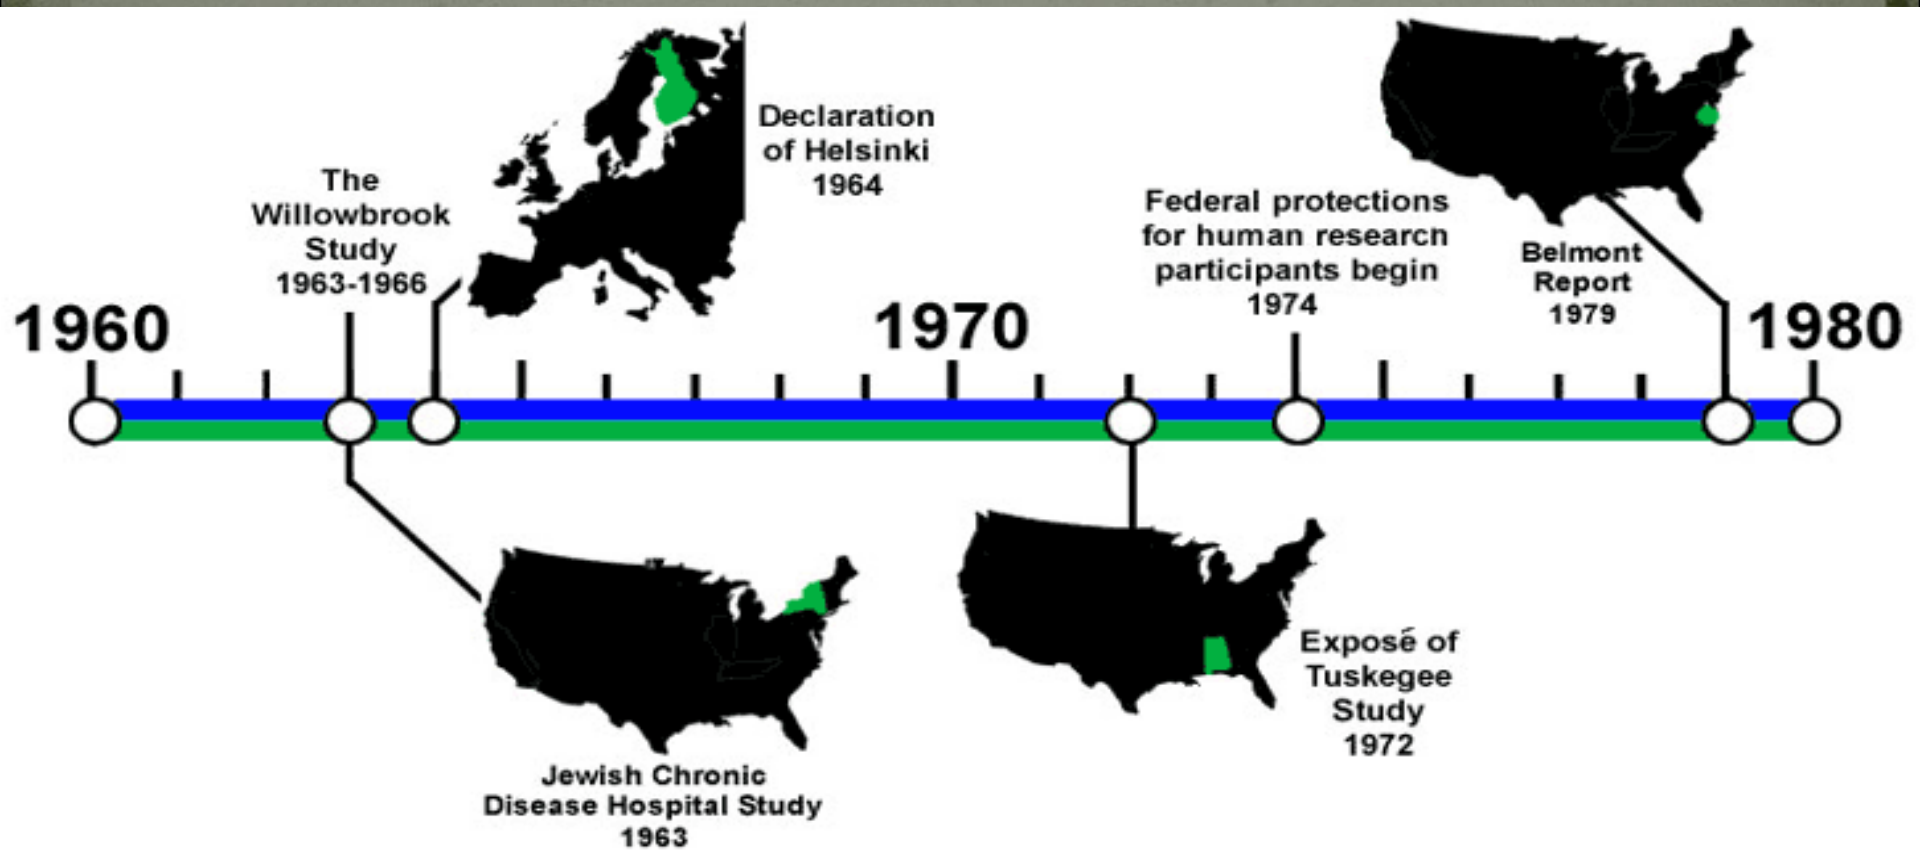 The
Willowbrook
Study
1963-1966
Declaration
of Helsinki
1964
Federal protections
for human research
participants begin
1974
Belmont
Report
1979
1960
1970
1980
Jewish Chronic
Disease Hospital Study
1963
Exposé of
Tuskegee
Study
1972